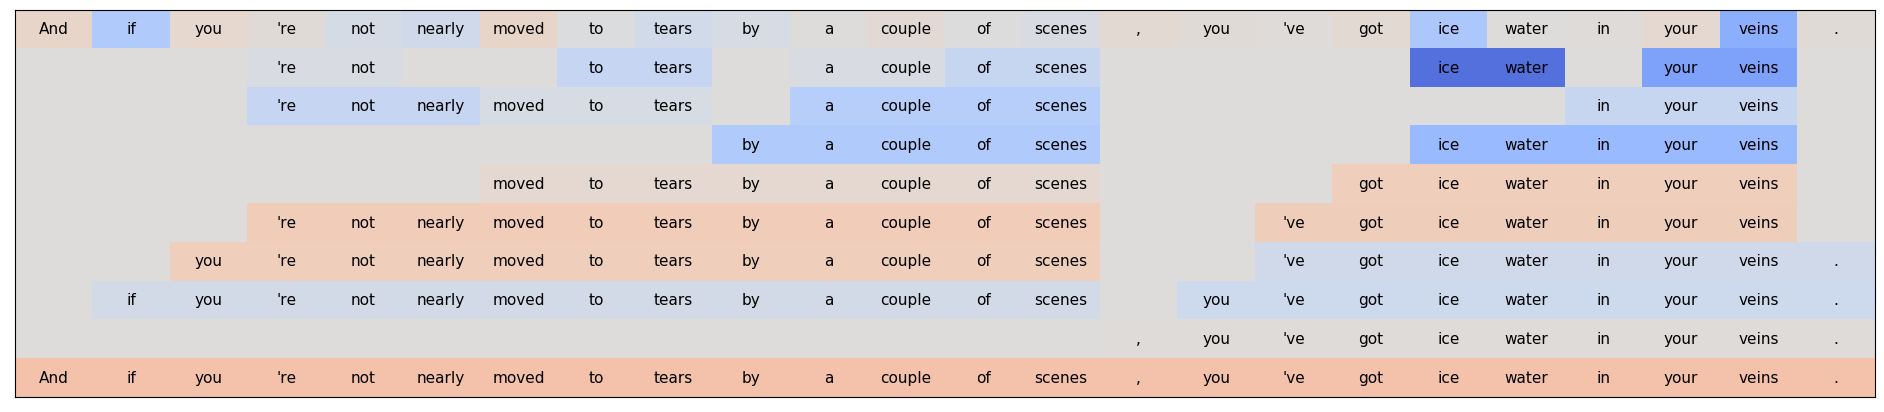 And if you 're not nearly moved to tears by a couple of scenes , you 've got ice water in your veins .
're not to tears a couple of scenes ice water your veins
're not nearly moved to tears a couple of scenes in your veins
by a couple of scenes ice water in your veins
moved to tears by a couple of scenes got ice water in your veins
're not nearly moved to tears by a couple of scenes 've got ice water in your veins
you 're not nearly moved to tears by a couple of scenes 've got ice water in your veins .
if you 're not nearly moved to tears by a couple of scenes you 've got ice water in your veins .
, you 've got ice water in your veins .
And if you 're not nearly moved to tears by a couple of scenes , you 've got ice water in your veins .